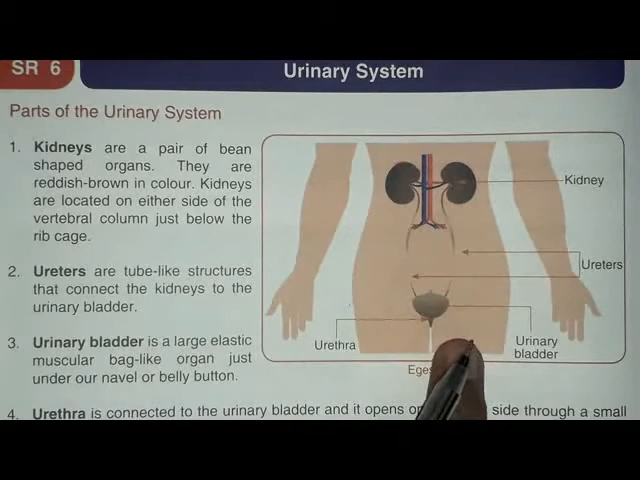 SR 6
Urinary System
Parts of the Urinary System
1. Kidneys are a pair of bean
shaped organs. They are
reddish-brown in colour. Kidneys
are located on either side of the
vertebral column just below the
rib cage.
2. Ureters are tube-like structures
that connect the kidneys to the
urinary bladder.
3. Urinary bladder is a large elastic
muscular bag-like organ just
under our navel or belly button.
Kidney
Ureters
Urethra
Urinary
bladder
4. Urethra is connected to the urinary bladder and it opens side through a small